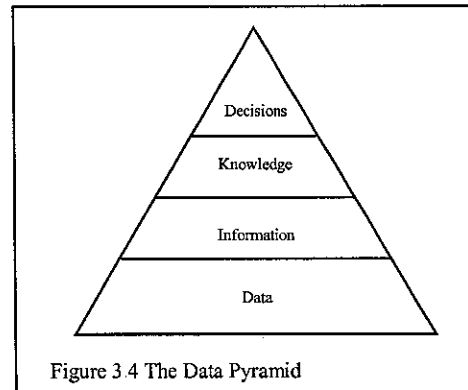 Decisions
Knowledge
Information
Data
Figure 3.4 The Data Pyramid